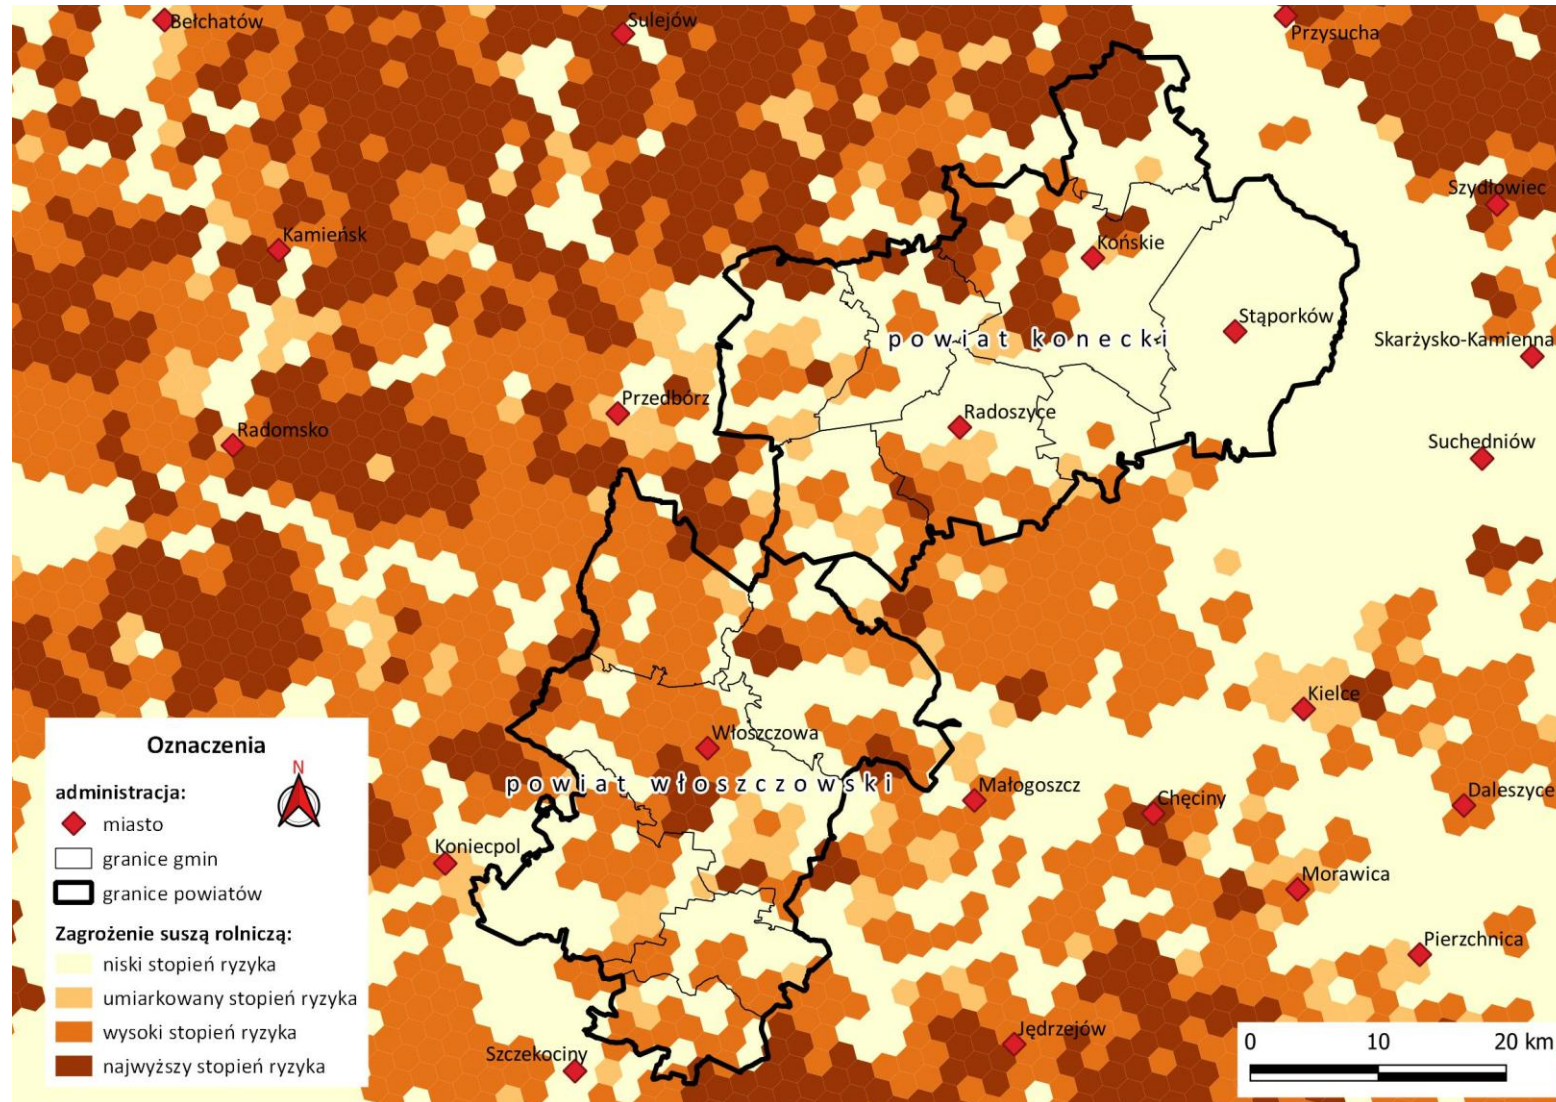 Bełchatów
Sulejów
Przysucha
Szydłowiec
Kamieńsk
Końskie
Stąporków
powiat konecki
Skarżysko-Kamienna
Przedbórz
Radoszyce
Radomsko
Suchedniów
Kielce
Włoszczowa
powiat włoszczowski
Małogoszcz
Chęciny
Daleszyce
Koniecpol
Morawica
Pierzchnica
Jędrzejów
Szczekociny
Oznaczenia
N
administracja:
miasto
granice gmin
granice powiatów
Zagrożenie suszą rolniczą:
niski stopień ryzyka
umiarkowany stopień ryzyka
wysoki stopień ryzyka
najwyższy stopień ryzyka
0 10 20 km